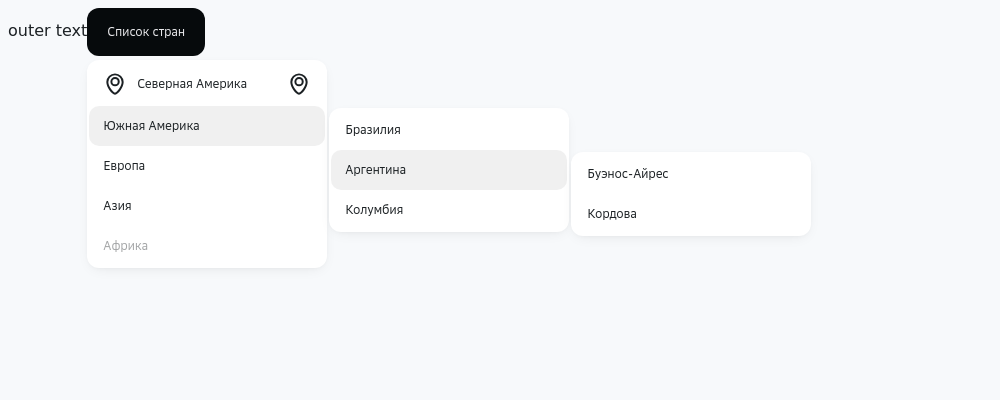 outer text
Список стран
Северная Америка
Южная Америка
Европа
Азия
Африка
Бразилия
Аргентина
Колумбия
Буэнос-Айрес
Кордова